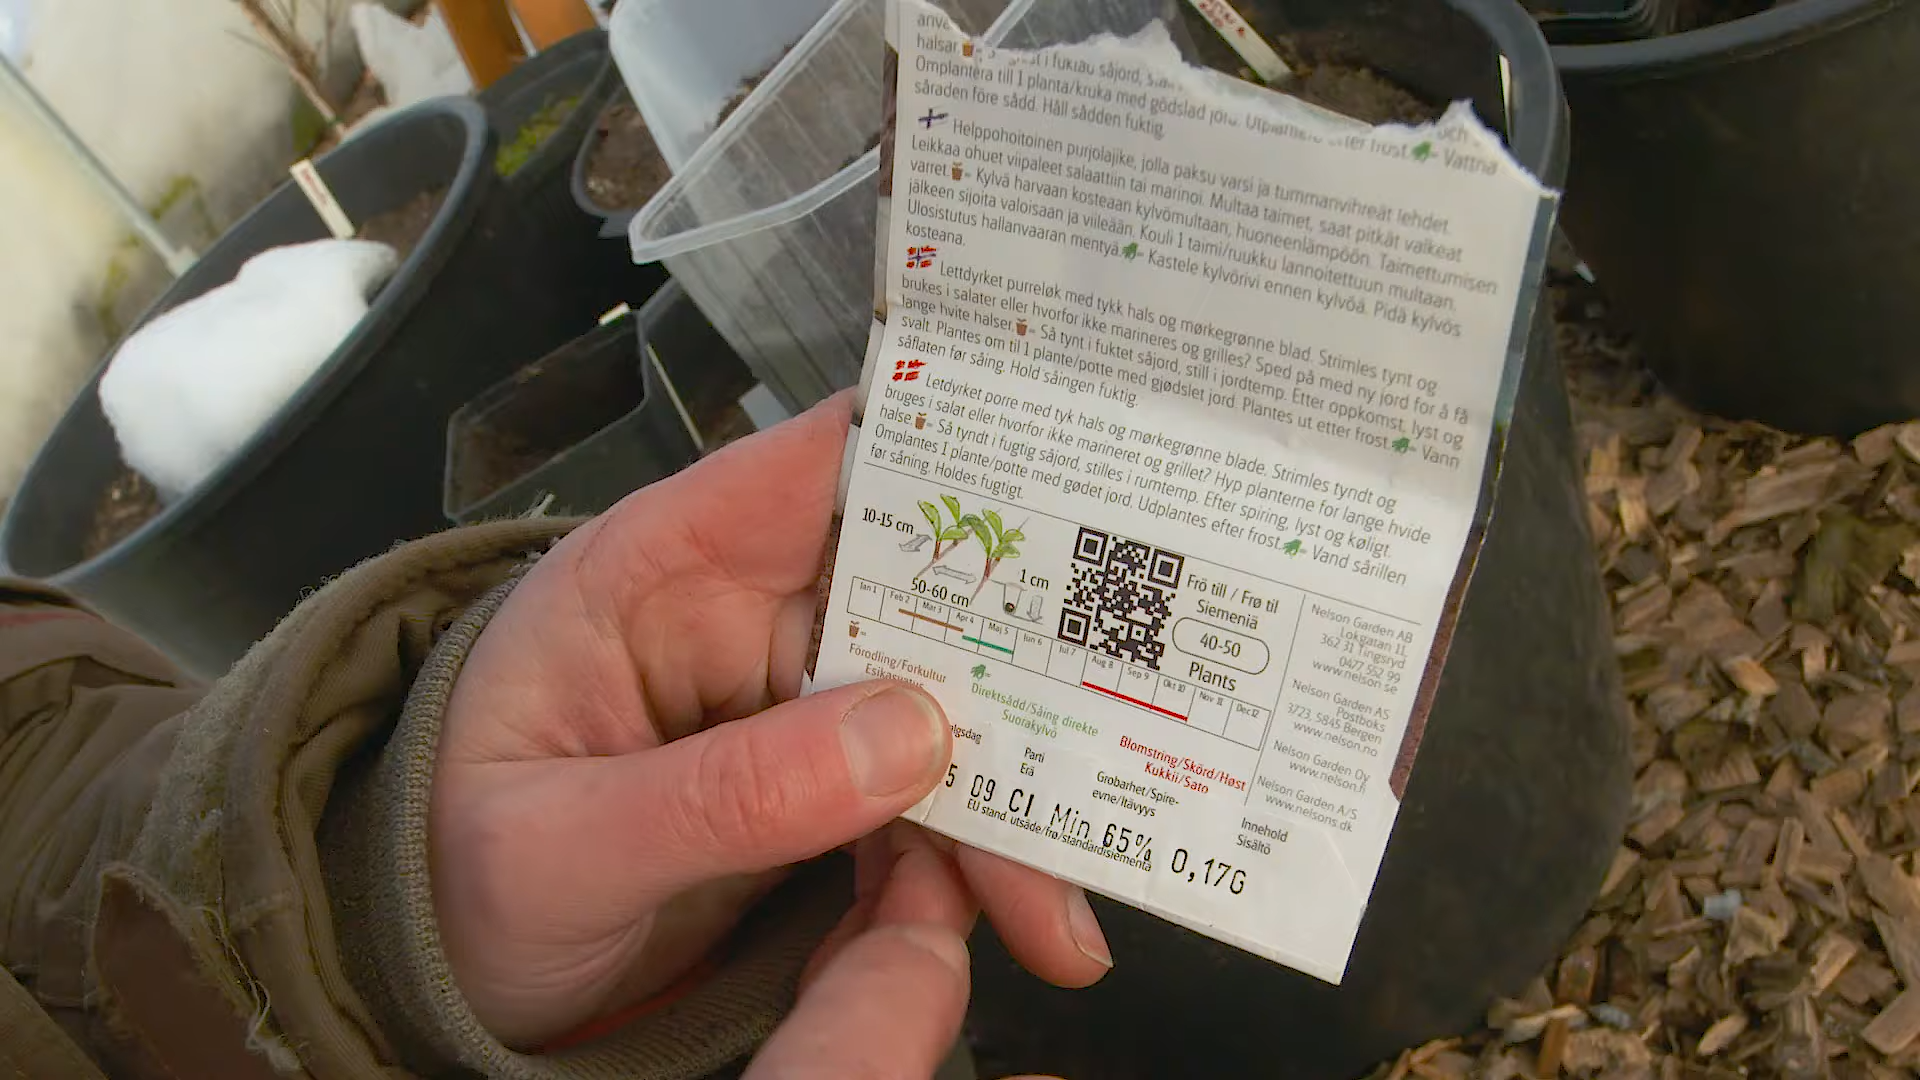 halsar.
i fuktad såjord,
Omplantera till 1 planta/kruka med gödslad jord. Utplantera efter frost. = Vattna
såraden före sådd. Håll sådden fuktig.
Helppohoitoinen purjolajike, jolla paksu varsi ja tummanvihreät lehdet.
Leikkaa ohuet viipaleet salaattiin tai marinoi. Multaa taimet, saat pitkät valkeat
varret. = Kylvä harvaan kosteaan kylvömultaan, huoneenlämpöön. Taimettumisen
jälkeen sijoita valoisaan ja viileään. Kouli 1 taimi/ruukku lannoitettuun multaan.
Ulosistutus hallanvaaran mentyä. = Kastele kylvörivi ennen kylvöä. Pidä kylvös
kosteana.
Lettdyrket purreløk med tykk hals og mørkegrønne blad. Strimles tynt og
brukes i salater eller hvorfor ikke marineres og grilles? Sped på med ny jord for å få
lange hvite halser. = Så tynt i fuktet såjord, still i jordtemp. Etter oppkomst, lyst og
svalt. Plantes om til 1 plante/potte med gjødslet jord. Plantes ut etter frost. = Vann
såflaten før såing. Hold såingen fuktig.
Letdyrket porre med tyk hals og mørkegrønne blade. Strimles tyndt og
bruges i salat eller hvorfor ikke marineret og grillet? Hyp planterne for lange hvide
halse. = Så tyndt i fugtig såjord, stilles i rumtemp. Efter spiring, lyst og køligt.
Omplantes 1 plante/potte med gødet jord. Udplantes efter frost. = Vand sårillen
før såning. Holdes fugtigt.
10-15 cm
50-60 cm
1 cm
Frö till / Frø til
Siemeniä
40-50
Plants
Jan 1 Feb 2 Mar 3 Apr 4 Maj 5 Jun 6 Jul 7 Aug 8 Sep 9 Okt 10 Nov 11 Dec 12
Förodling/Forkultur
Esikasvatus
Direktsådd/Såing direkte
Suorakylvö
Blomstring/Skörd/Høst
Kukkii/Sato
Nelson Garden AB
Lokgatan 11,
362 31 Tingsryd
0477 552 99
www.nelson.se
Nelson Garden AS
Postboks
3723, 5845 Bergen
www.nelson.no
Nelson Garden Oy
www.nelson.fi
Nelson Garden A/S
www.nelsons.dk
Parti
Erä
Grobarhet/Spire-
evne/Itävyys
Innehold
Sisältö
5 09 CI Min 65% 0,17G
EU stand. utsäde/frø/standardisiementä